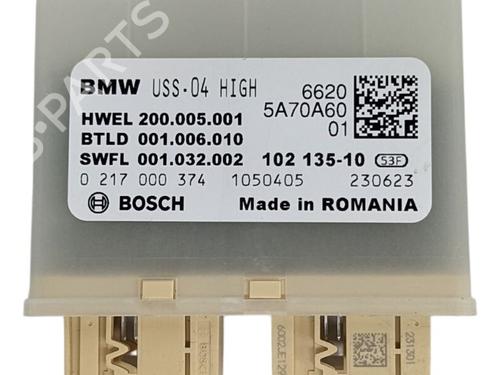 BMW USS-04 HIGH 6620
5A70A60
01
HWEL 200.005.001
BTLD 001.006.010
SWFL 001.032.002 102 135-10 S3F
0 217 000 374 1050405 230623
BOSCH Made in ROMANIA
231301